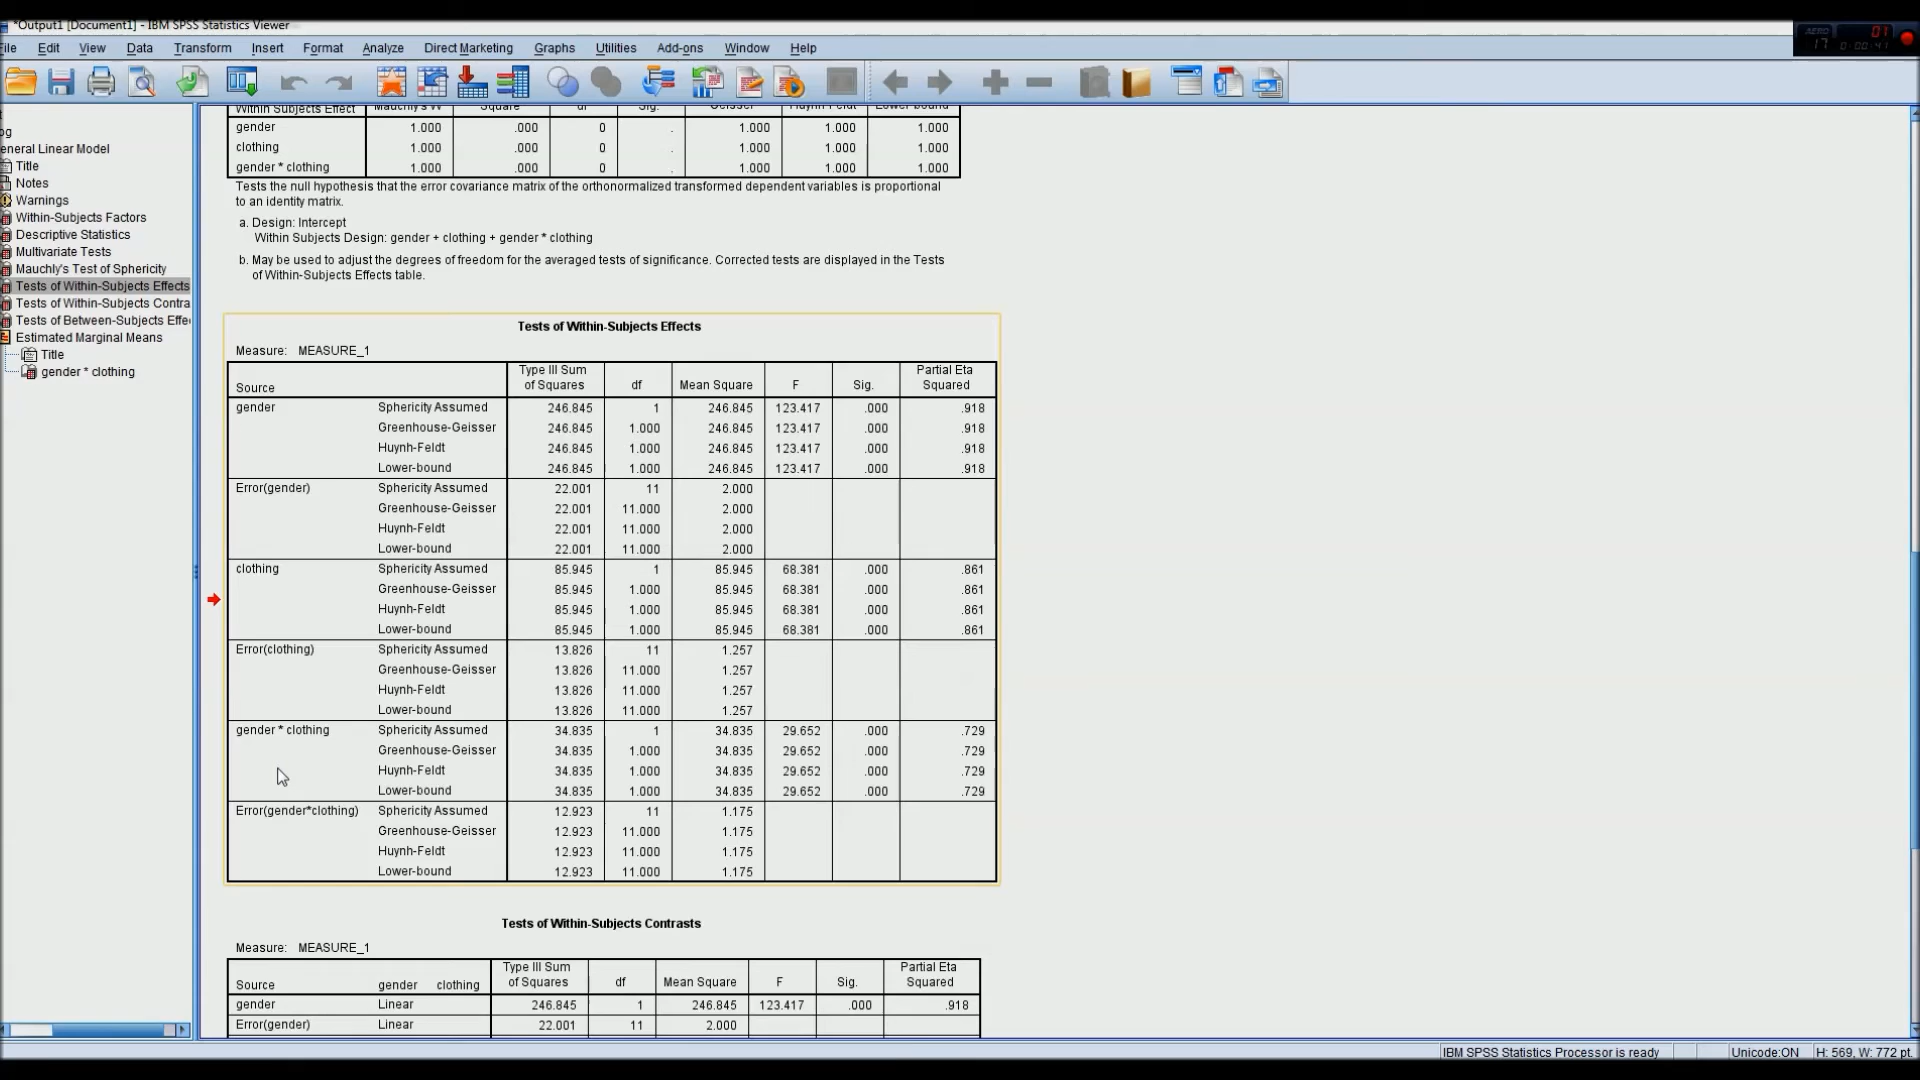 *Output1 [Document1] - IBM SPSS Statistics Viewer
File Edit View Data Transform Insert Format Analyze Direct Marketing Graphs Utilities Add-ons Window Help
AERO 01
17 0:00:41
og
eneral Linear Model
Title
Notes
Warnings
Within-Subjects Factors
Descriptive Statistics
Multivariate Tests
Mauchly's Test of Sphericity
Tests of Within-Subjects Effects
Tests of Within-Subjects Contra
Tests of Between-Subjects Effe
Estimated Marginal Means
Title
gender * clothing
Within Subjects Effect Mauchly's W Square df Sig. Geisser Huynh-Feldt Lower-bound
gender 1.000 .000 0 . 1.000 1.000 1.000
clothing 1.000 .000 0 . 1.000 1.000 1.000
gender * clothing 1.000 .000 0 . 1.000 1.000 1.000
Tests the null hypothesis that the error covariance matrix of the orthonormalized transformed dependent variables is proportional
to an identity matrix.
a. Design: Intercept
Within Subjects Design: gender + clothing + gender * clothing
b. May be used to adjust the degrees of freedom for the averaged tests of significance. Corrected tests are displayed in the Tests
of Within-Subjects Effects table.
Tests of Within-Subjects Effects
Measure: MEASURE_1
Source Type III Sum of Squares df Mean Square F Sig. Partial Eta Squared
gender Sphericity Assumed 246.845 1 246.845 123.417 .000 .918
Greenhouse-Geisser 246.845 1.000 246.845 123.417 .000 .918
Huynh-Feldt 246.845 1.000 246.845 123.417 .000 .918
Lower-bound 246.845 1.000 246.845 123.417 .000 .918
Error(gender) Sphericity Assumed 22.001 11 2.000
Greenhouse-Geisser 22.001 11.000 2.000
Huynh-Feldt 22.001 11.000 2.000
Lower-bound 22.001 11.000 2.000
clothing Sphericity Assumed 85.945 1 85.945 68.381 .000 .861
Greenhouse-Geisser 85.945 1.000 85.945 68.381 .000 .861
Huynh-Feldt 85.945 1.000 85.945 68.381 .000 .861
Lower-bound 85.945 1.000 85.945 68.381 .000 .861
Error(clothing) Sphericity Assumed 13.826 11 1.257
Greenhouse-Geisser 13.826 11.000 1.257
Huynh-Feldt 13.826 11.000 1.257
Lower-bound 13.826 11.000 1.257
gender * clothing Sphericity Assumed 34.835 1 34.835 29.652 .000 .729
Greenhouse-Geisser 34.835 1.000 34.835 29.652 .000 .729
Huynh-Feldt 34.835 1.000 34.835 29.652 .000 .729
Lower-bound 34.835 1.000 34.835 29.652 .000 .729
Error(gender*clothing) Sphericity Assumed 12.923 11 1.175
Greenhouse-Geisser 12.923 11.000 1.175
Huynh-Feldt 12.923 11.000 1.175
Lower-bound 12.923 11.000 1.175
Tests of Within-Subjects Contrasts
Measure: MEASURE_1
Source gender clothing Type III Sum of Squares df Mean Square F Sig. Partial Eta Squared
gender Linear 246.845 1 246.845 123.417 .000 .918
Error(gender) Linear 22.001 11 2.000
IBM SPSS Statistics Processor is ready Unicode:ON H: 569, W: 772 pt.